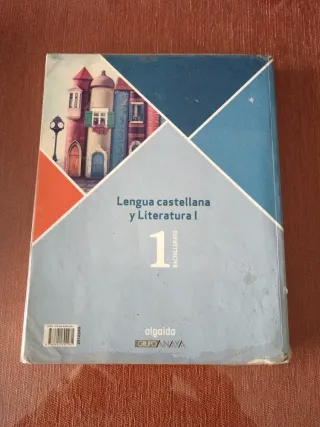 Lengua castellana
y Literatura I
1
BACHILLERATO
algaida
GRUPO ANAYA